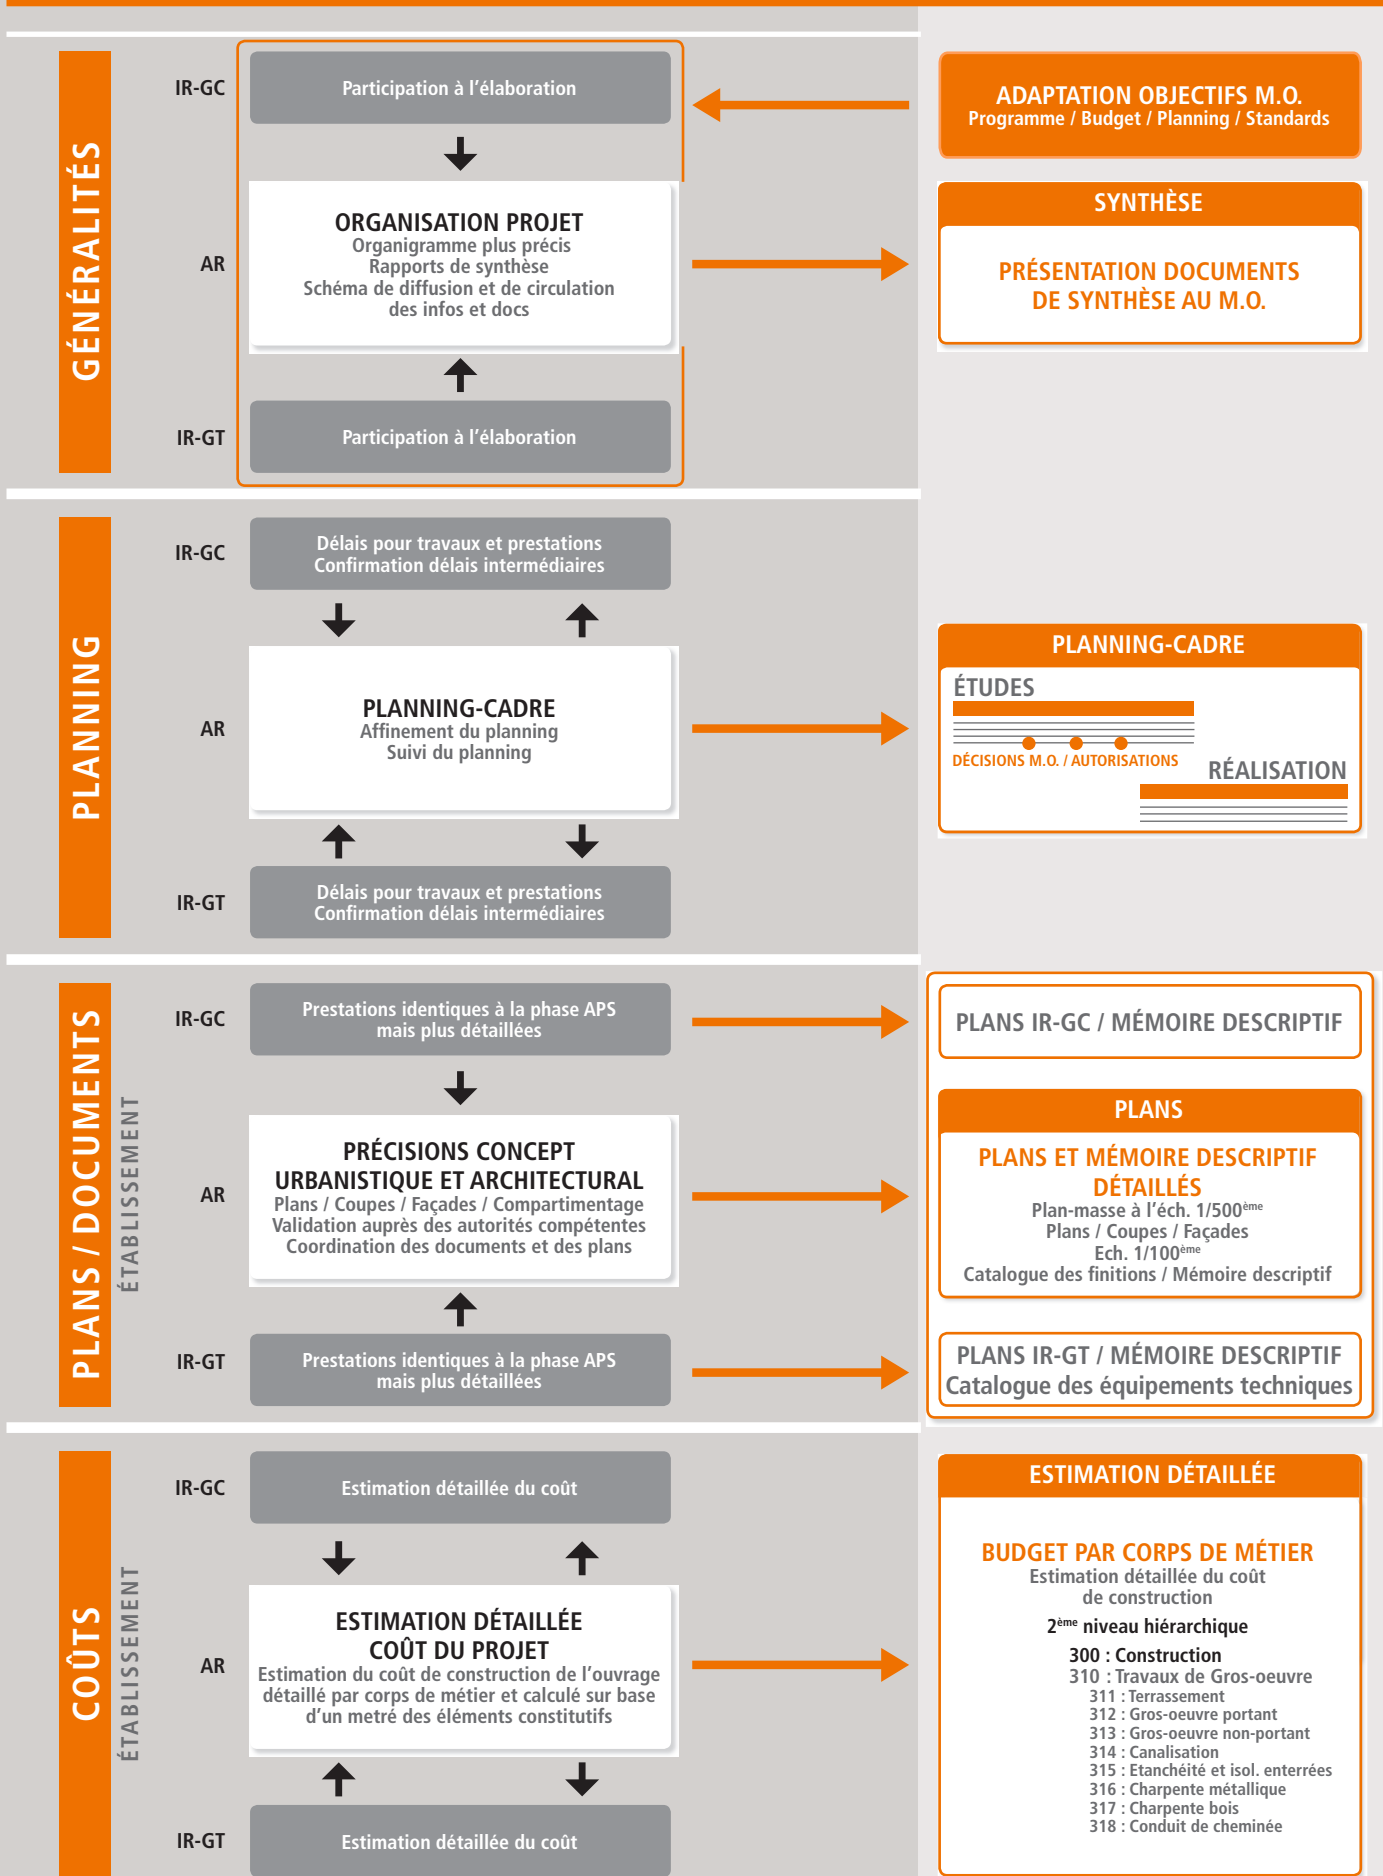 GÉNÉRALITÉS
IR-GC
Participation à l'élaboration
AR
ORGANISATION PROJET
Organigramme plus précis
Rapports de synthèse
Schéma de diffusion et de circulation
des infos et docs
IR-GT
Participation à l'élaboration
ADAPTATION OBJECTIFS M.O.
Programme / Budget / Planning / Standards
SYNTHÈSE
PRÉSENTATION DOCUMENTS
DE SYNTHÈSE AU M.O.
PLANNING
IR-GC
Délais pour travaux et prestations
Confirmation délais intermédiaires
AR
PLANNING-CADRE
Affinement du planning
Suivi du planning
IR-GT
Délais pour travaux et prestations
Confirmation délais intermédiaires
PLANNING-CADRE
ÉTUDES
DÉCISIONS M.O. / AUTORISATIONS
RÉALISATION
PLANS / DOCUMENTS
ÉTABLISSEMENT
IR-GC
Prestations identiques à la phase APS
mais plus détaillées
AR
PRÉCISIONS CONCEPT
URBANISTIQUE ET ARCHITECTURAL
Plans / Coupes / Façades / Compartimentage
Validation auprès des autorités compétentes
Coordination des documents et des plans
IR-GT
Prestations identiques à la phase APS
mais plus détaillées
PLANS IR-GC / MÉMOIRE DESCRIPTIF
PLANS
PLANS ET MÉMOIRE DESCRIPTIF
DÉTAILLÉS
Plan-masse à l'éch. 1/500ème
Plans / Coupes / Façades
Ech. 1/100ème
Catalogue des finitions / Mémoire descriptif
PLANS IR-GT / MÉMOIRE DESCRIPTIF
Catalogue des équipements techniques
COÛTS
ÉTABLISSEMENT
IR-GC
Estimation détaillée du coût
AR
ESTIMATION DÉTAILLÉE
COÛT DU PROJET
Estimation du coût de construction de l'ouvrage
détaillé par corps de métier et calculé sur base
d'un metré des éléments constitutifs
IR-GT
Estimation détaillée du coût
ESTIMATION DÉTAILLÉE
BUDGET PAR CORPS DE MÉTIER
Estimation détaillée du coût
de construction
2ème niveau hiérarchique
300 : Construction
310 : Travaux de Gros-oeuvre
311 : Terrassement
312 : Gros-oeuvre portant
313 : Gros-oeuvre non-portant
314 : Canalisation
315 : Etanchéité et isol. enterrées
316 : Charpente métallique
317 : Charpente bois
318 : Conduit de cheminée